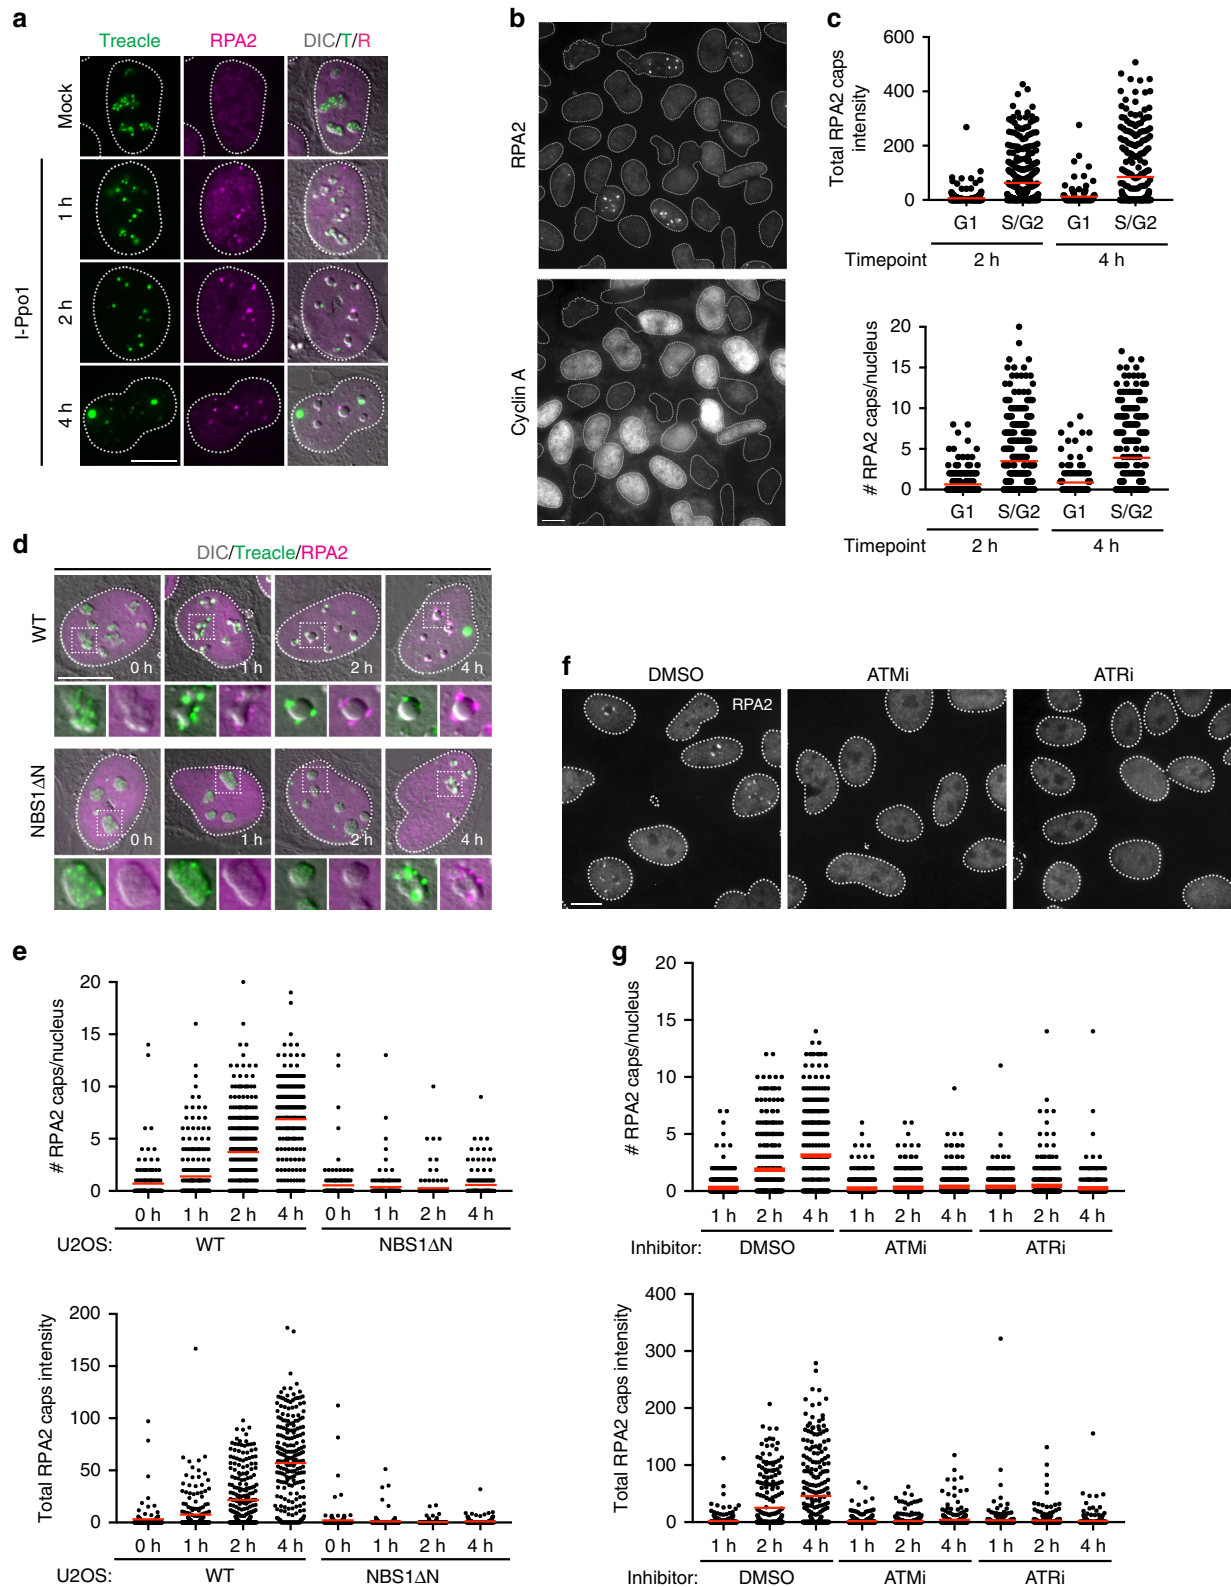 a
Treacle
RPA2
DIC/T/R
Mock
I-Ppo1
1 h
2 h
4 h
b
RPA2
Cyclin A
c
Total RPA2 caps
intensity
600
400
200
0
G1 S/G2 G1 S/G2
Timepoint 2 h 4 h
# RPA2 caps/nucleus
20
15
10
5
0
G1 S/G2 G1 S/G2
Timepoint 2 h 4 h
d
DIC/Treacle/RPA2
WT
0 h 1 h 2 h 4 h
NBS1ΔN
0 h 1 h 2 h 4 h
e
# RPA2 caps/nucleus
20
15
10
5
0
0 h 1 h 2 h 4 h 0 h 1 h 2 h 4 h
U2OS: WT NBS1ΔN
Total RPA2 caps intensity
200
150
100
50
0
0 h 1 h 2 h 4 h 0 h 1 h 2 h 4 h
U2OS: WT NBS1ΔN
f
DMSO ATMi ATRi
RPA2
g
# RPA2 caps/nucleus
20
15
10
5
0
1 h 2 h 4 h 1 h 2 h 4 h 1 h 2 h 4 h
Inhibitor: DMSO ATMi ATRi
Total RPA2 caps intensity
400
300
200
100
0
1 h 2 h 4 h 1 h 2 h 4 h 1 h 2 h 4 h
Inhibitor: DMSO ATMi ATRi